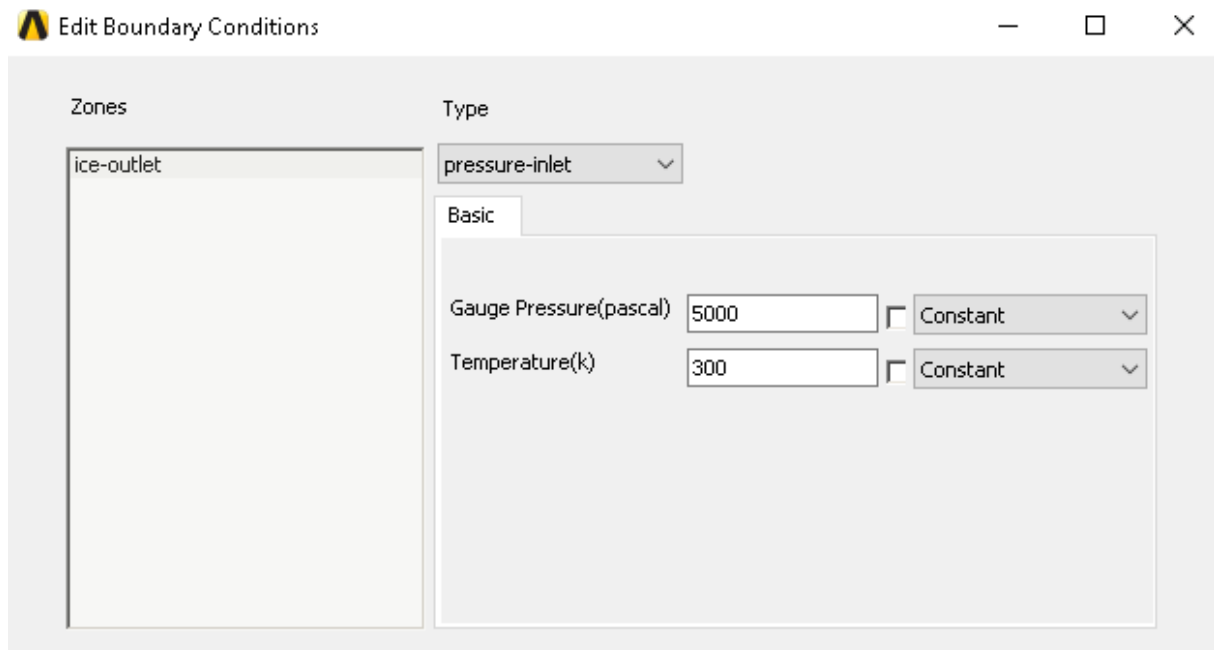 Edit Boundary Conditions
Zones
Type
ice-outlet
pressure-inlet
Basic
Gauge Pressure(pascal) 5000 Constant
Temperature(k) 300 Constant